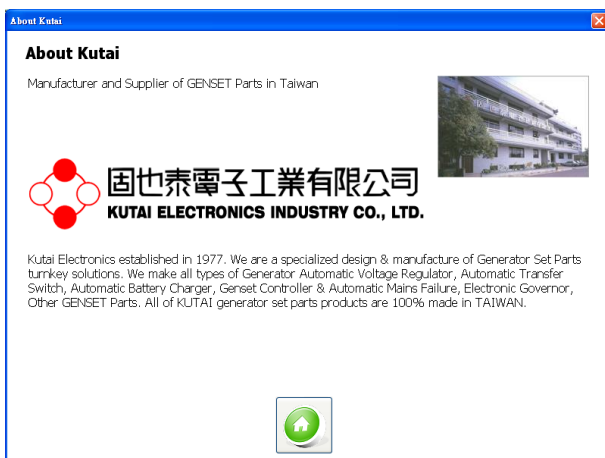 About Kutai
About Kutai
Manufacturer and Supplier of GENSET Parts in Taiwan
固也泰電子工業有限公司
KUTAI ELECTRONICS INDUSTRY CO., LTD.
Kutai Electronics established in 1977. We are a specialized design & manufacture of Generator Set Parts
turnkey solutions. We make all types of Generator Automatic Voltage Regulator, Automatic Transfer
Switch, Automatic Battery Charger, Genset Controller & Automatic Mains Failure, Electronic Governor,
Other GENSET Parts. All of KUTAI generator set parts products are 100% made in TAIWAN.